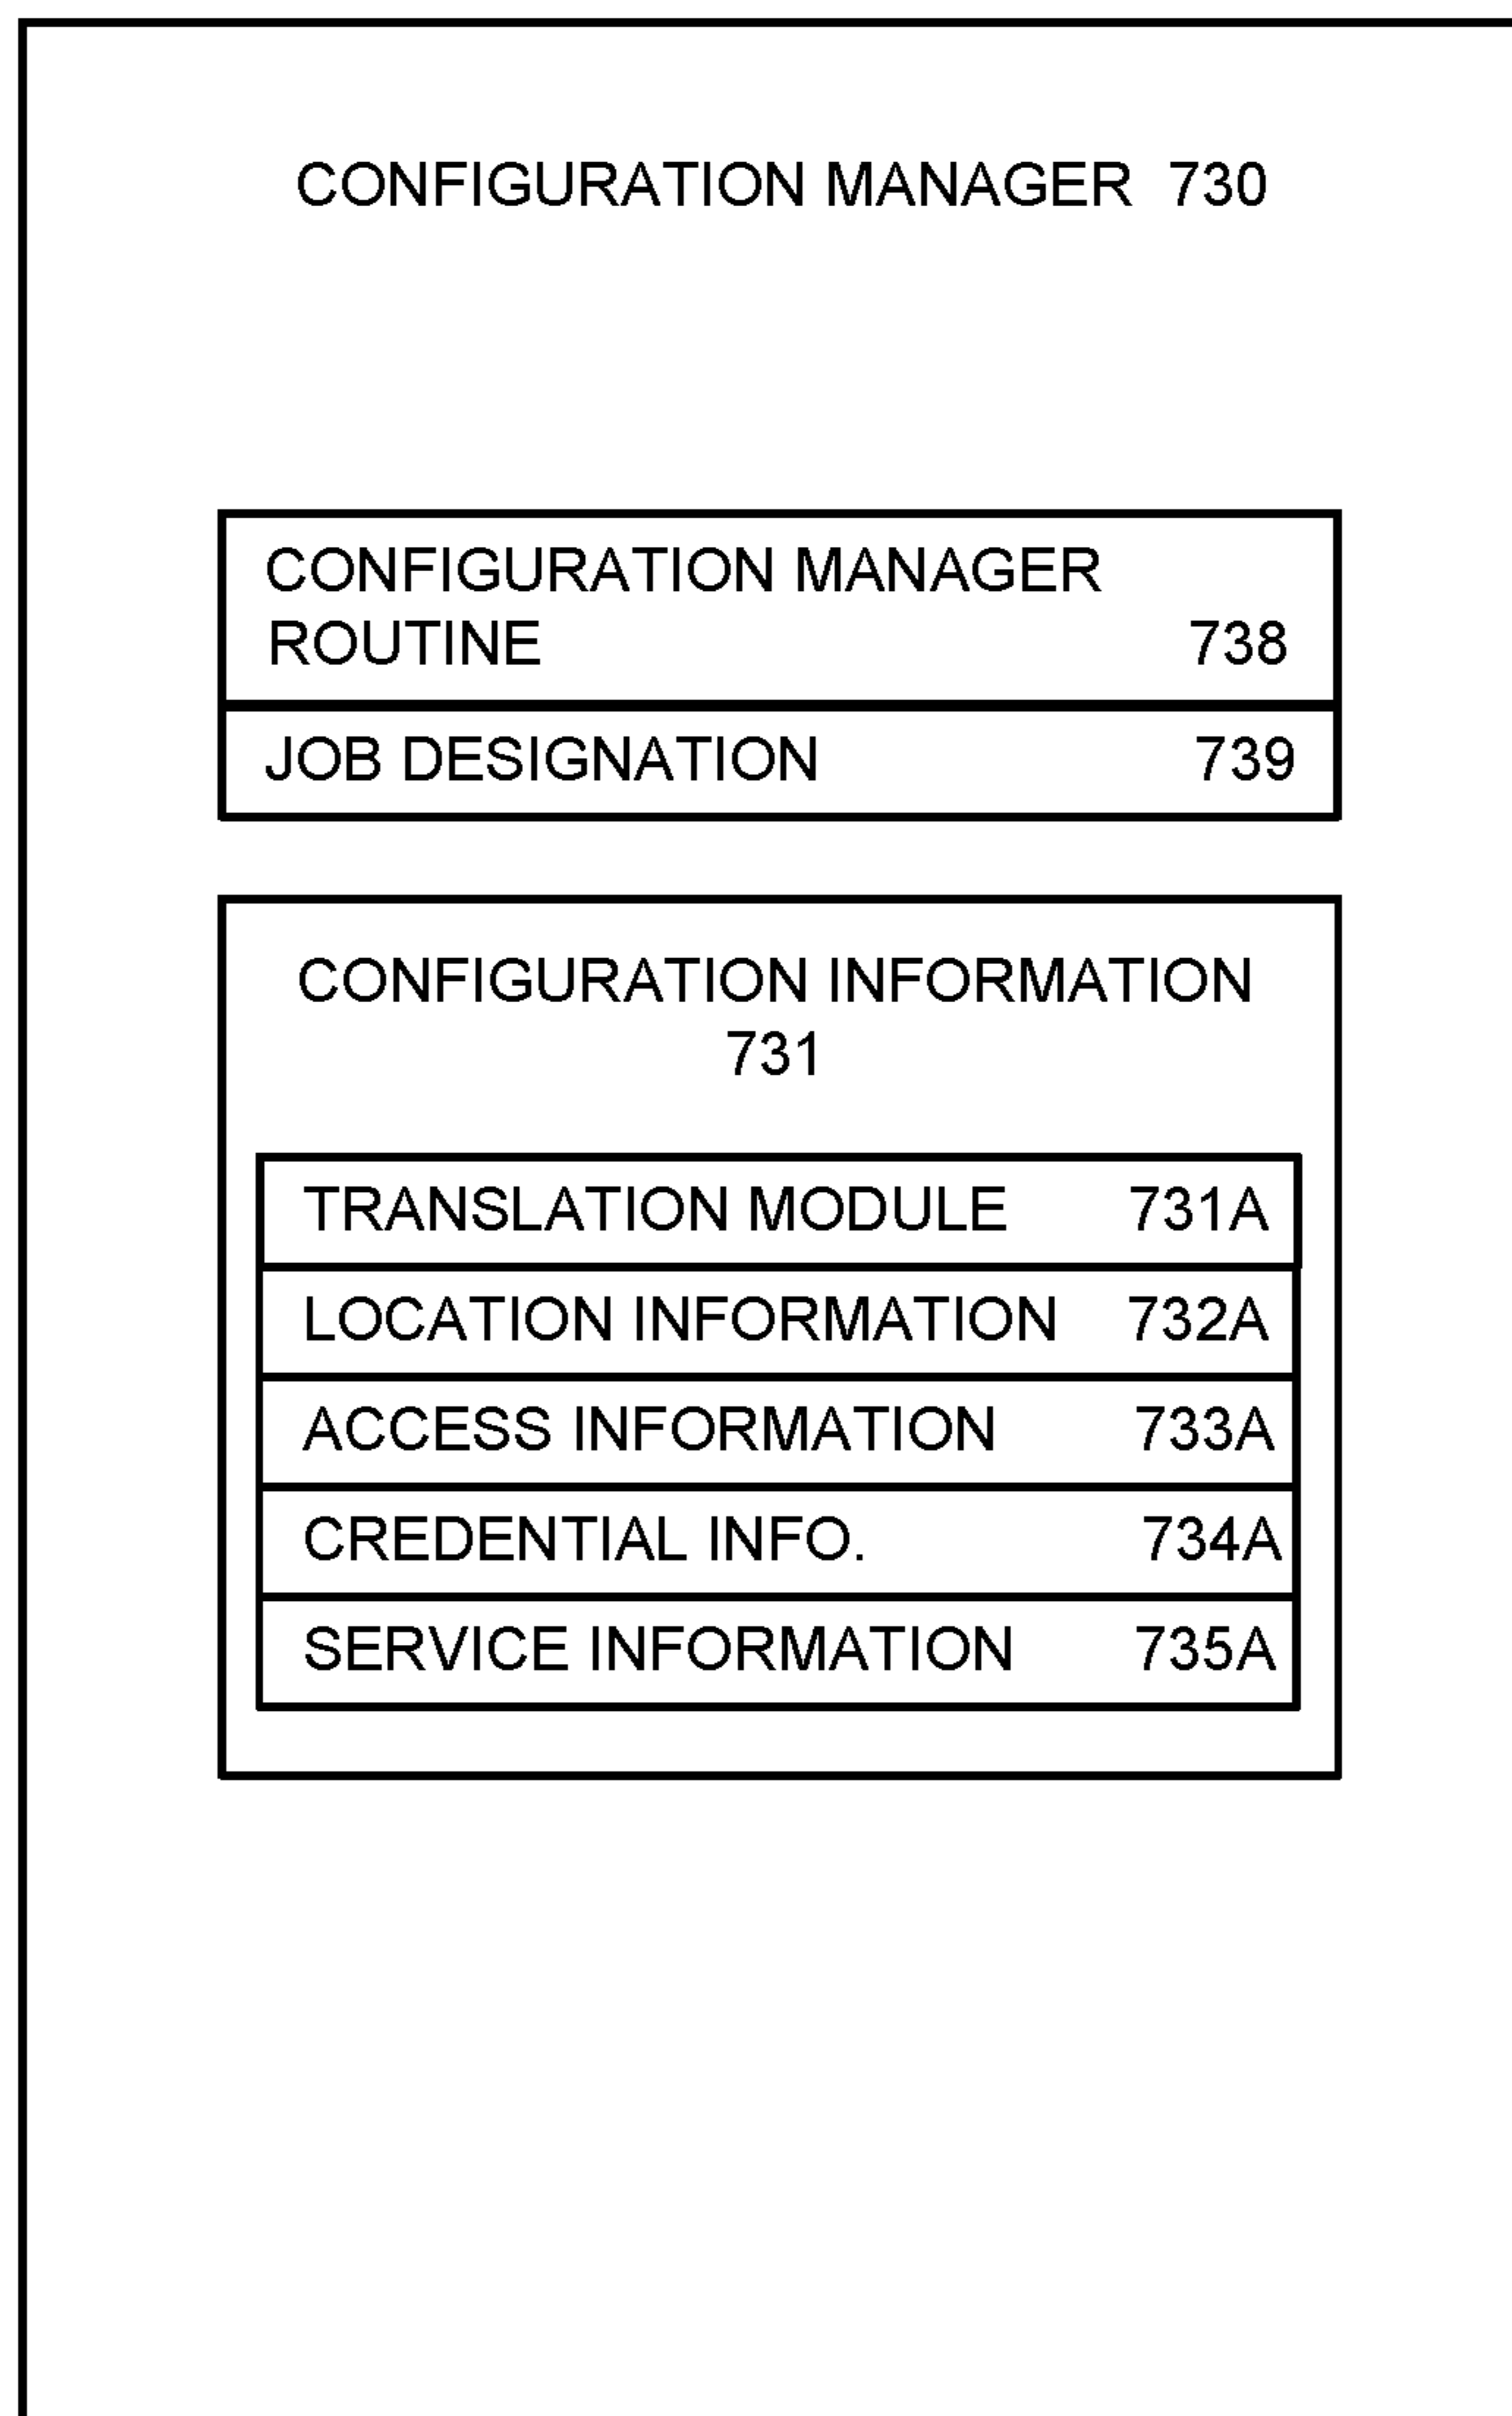 CONFIGURATION MANAGER 730
CONFIGURATION MANAGER
ROUTINE 738
JOB DESIGNATION 739
CONFIGURATION INFORMATION
731
TRANSLATION MODULE 731A
LOCATION INFORMATION 732A
ACCESS INFORMATION 733A
CREDENTIAL INFO. 734A
SERVICE INFORMATION 735A